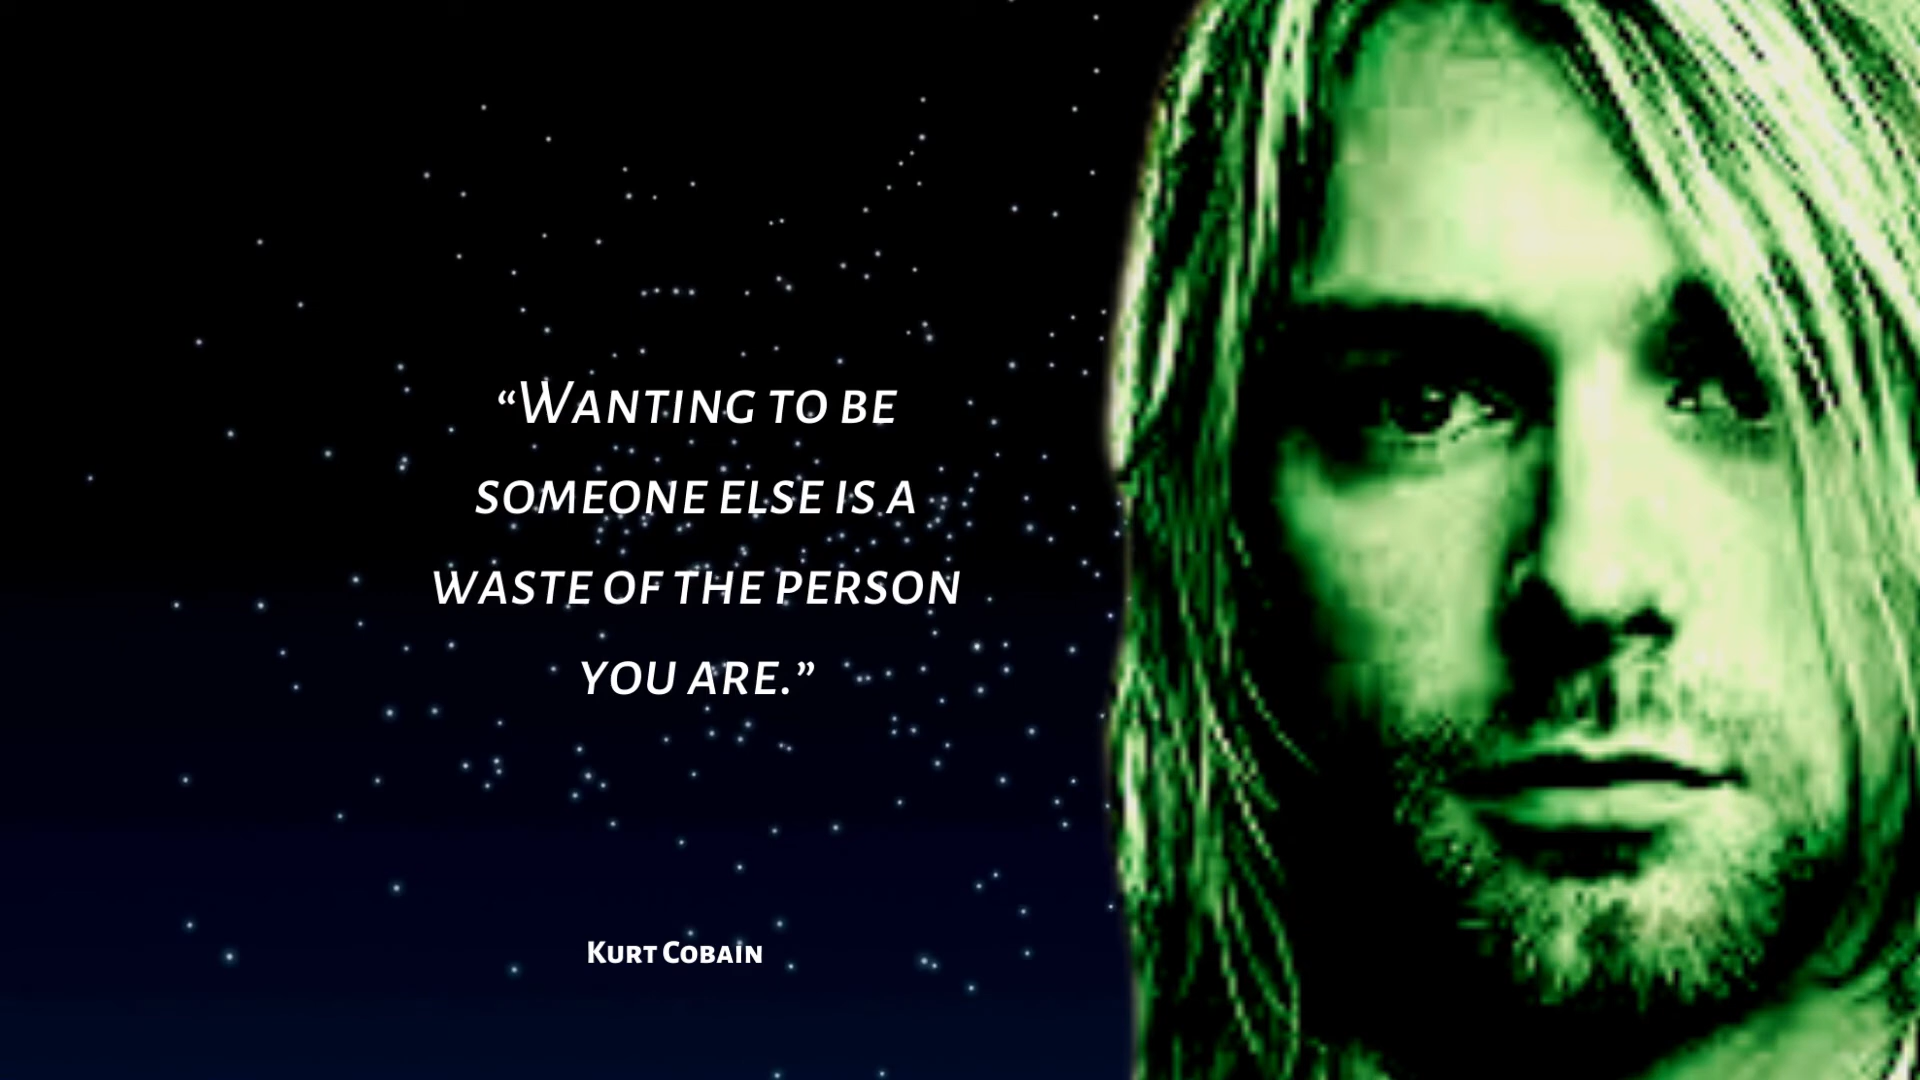 “Wanting to be
someone else is a
waste of the person
you are.”
Kurt Cobain